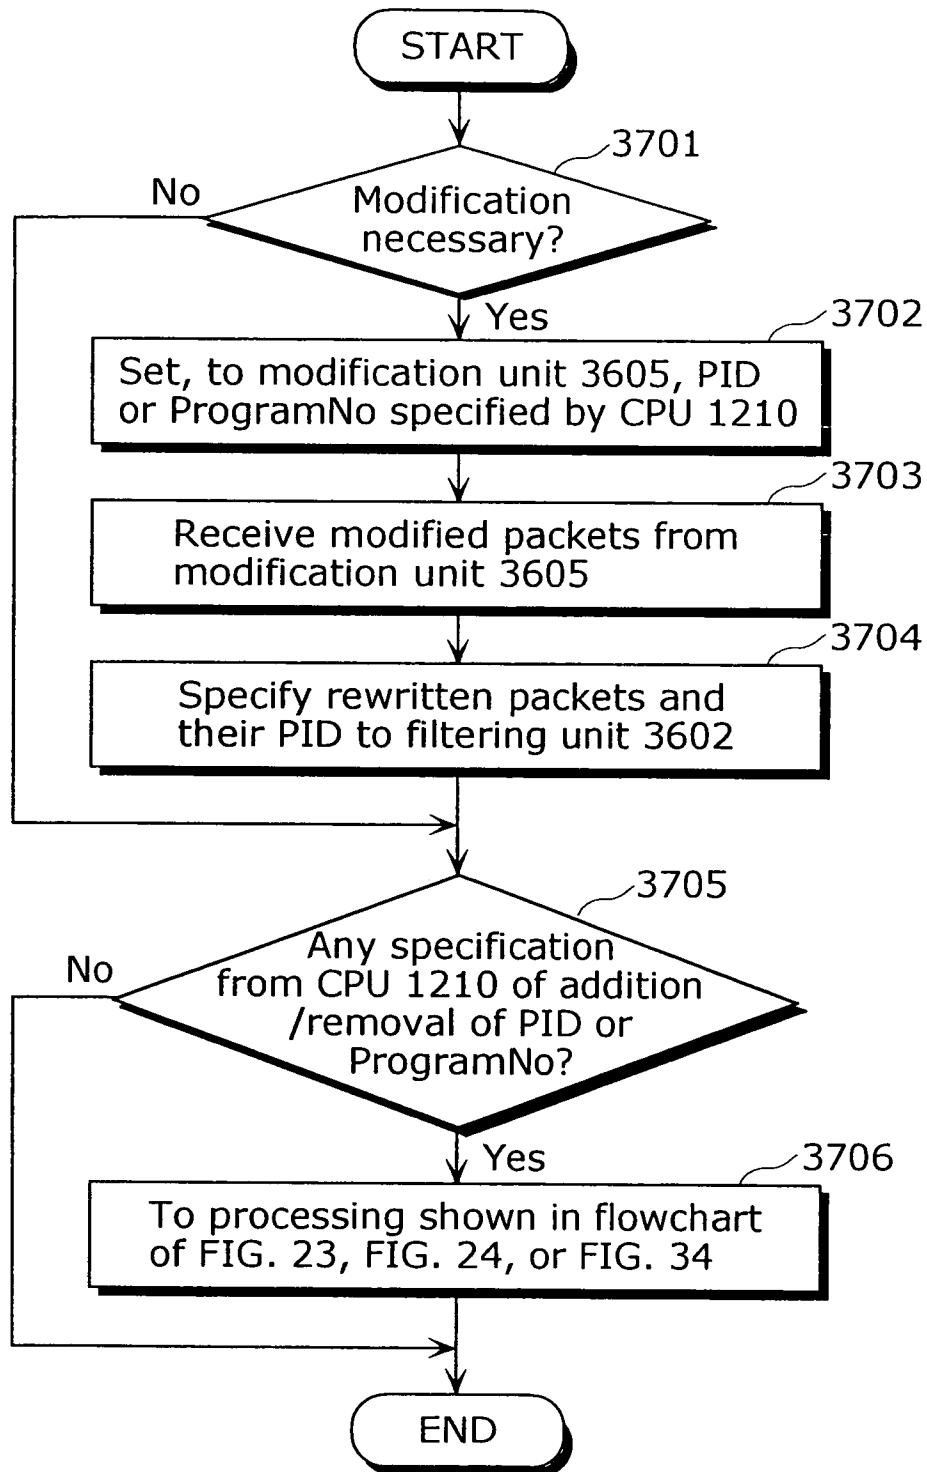 START
3701
No
Modification
necessary?
Yes
3702
Set, to modification unit 3605, PID
or ProgramNo specified by CPU 1210
3703
Receive modified packets from
modification unit 3605
3704
Specify rewritten packets and
their PID to filtering unit 3602
3705
No
Any specification
from CPU 1210 of addition
/removal of PID or
ProgramNo?
Yes
3706
To processing shown in flowchart
of FIG. 23, FIG. 24, or FIG. 34
END